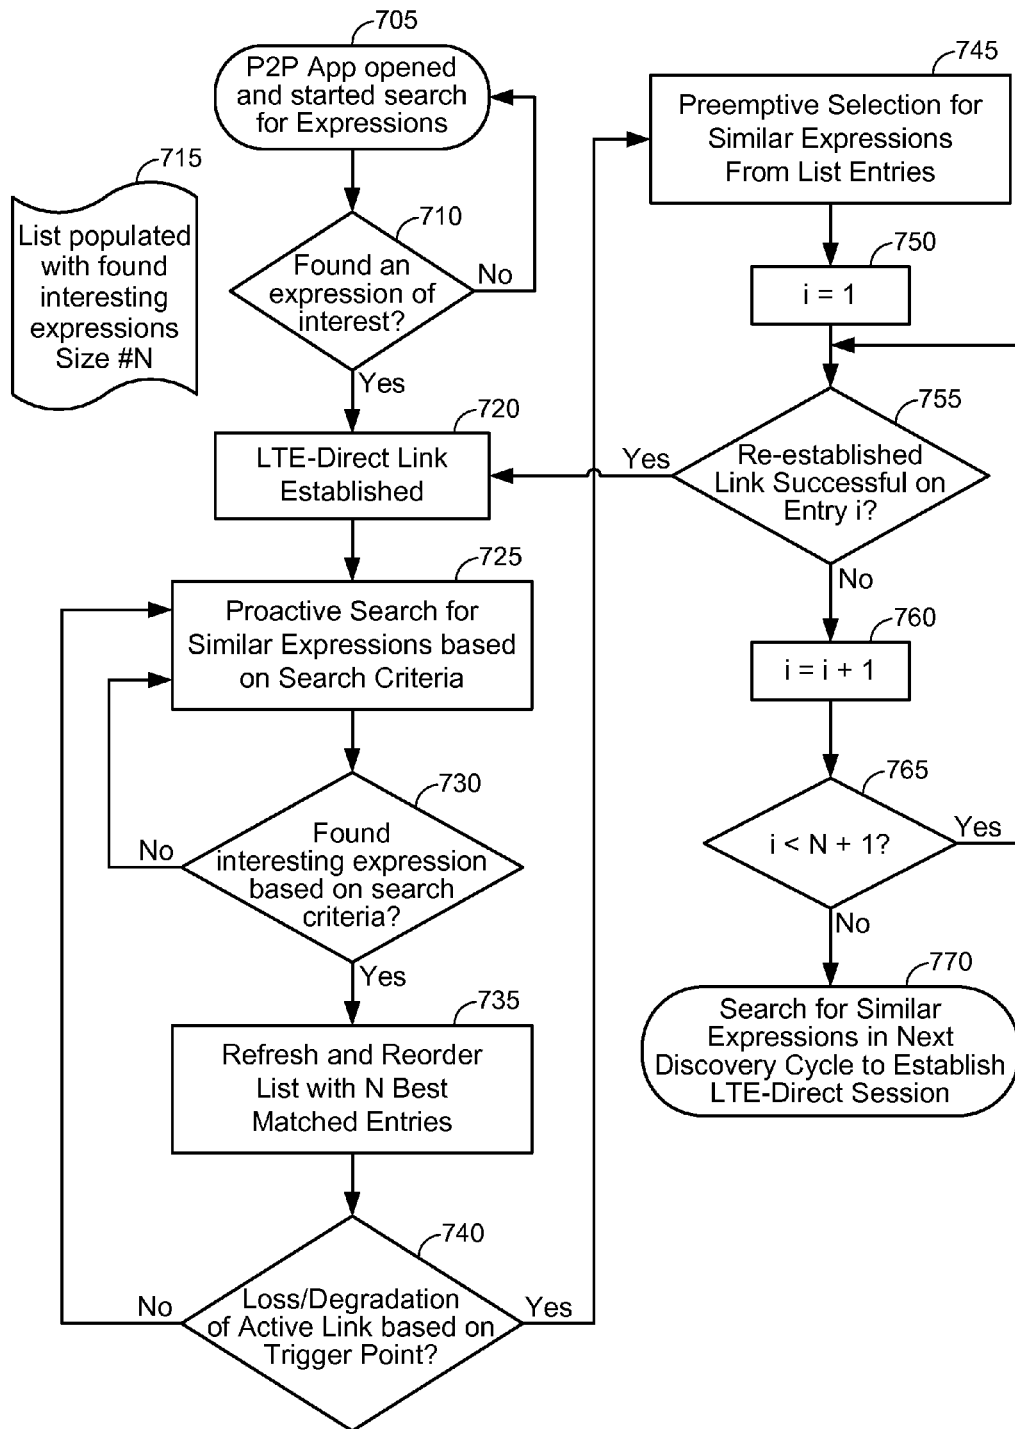 705
P2P App opened
and started search
for Expressions
715
List populated
with found
interesting
expressions
Size #N
710
Found an
expression of
interest?
No
Yes
720
LTE-Direct Link
Established
725
Proactive Search for
Similar Expressions based
on Search Criteria
730
Found
interesting expression
based on search
criteria?
No
Yes
735
Refresh and Reorder
List with N Best
Matched Entries
740
Loss/Degradation
of Active Link based on
Trigger Point?
No
Yes
745
Preemptive Selection for
Similar Expressions
From List Entries
750
i = 1
755
Re-established
Link Successful on
Entry i?
Yes
No
760
i = i + 1
765
i < N + 1?
Yes
No
770
Search for Similar
Expressions in Next
Discovery Cycle to Establish
LTE-Direct Session